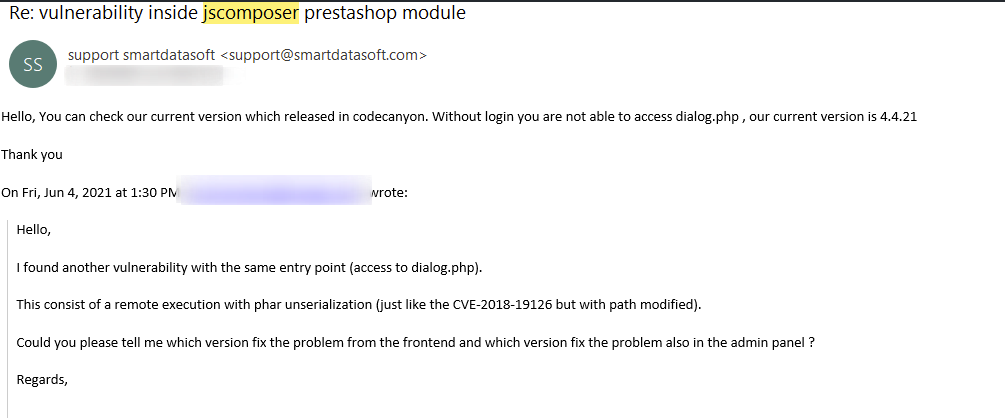 Re: vulnerability inside jscomposer prestashop module
SS
support smartdatasoft <support@smartdatasoft.com>
Hello, You can check our current version which released in codecanyon. Without login you are not able to access dialog.php , our current version is 4.4.21
Thank you
On Fri, Jun 4, 2021 at 1:30 PM wrote:
Hello,
I found another vulnerability with the same entry point (access to dialog.php).
This consist of a remote execution with phar unserialization (just like the CVE-2018-19126 but with path modified).
Could you please tell me which version fix the problem from the frontend and which version fix the problem also in the admin panel ?
Regards,